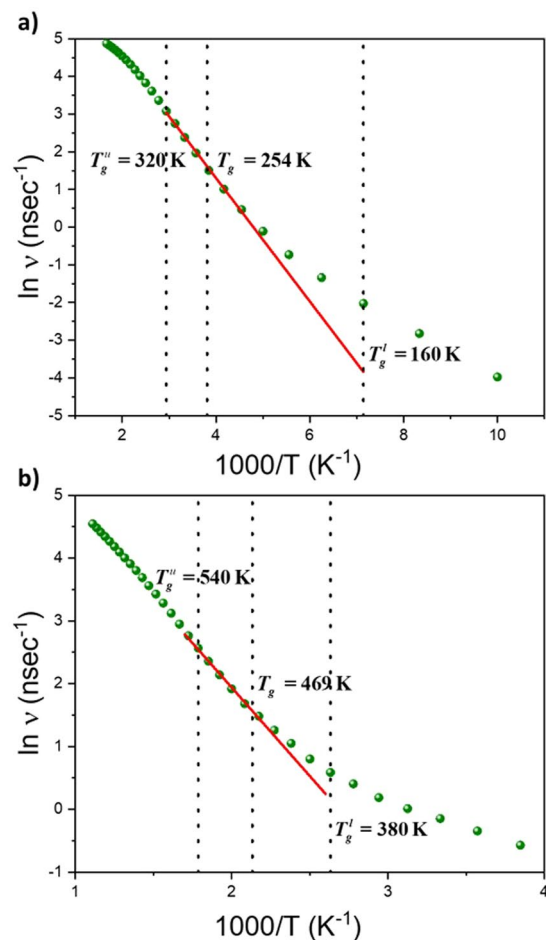 a)
5
4
3
2
1
0
-1
-2
-3
-4
-5
ln ν (nsec⁻¹)
T_g^u = 320 K
T_g = 254 K
T_g^l = 160 K
2 4 6 8 10
1000/T (K⁻¹)
b)
5
4
3
2
1
0
-1
ln ν (nsec⁻¹)
T_g^u = 540 K
T_g = 469 K
T_g^l = 380 K
1 2 3 4
1000/T (K⁻¹)